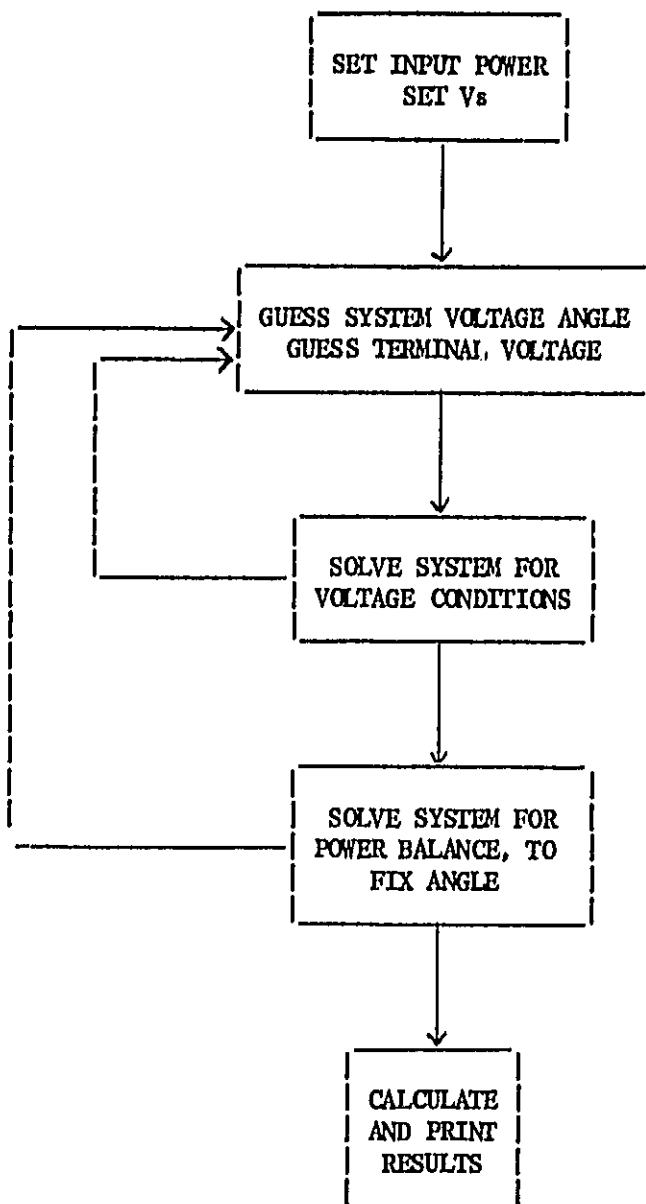 SET INPUT POWER
SET Vs
GUESS SYSTEM VOLTAGE ANGLE
GUESS TERMINAL VOLTAGE
SOLVE SYSTEM FOR
VOLTAGE CONDITIONS
SOLVE SYSTEM FOR
POWER BALANCE, TO
FIX ANGLE
CALCULATE
AND PRINT
RESULTS